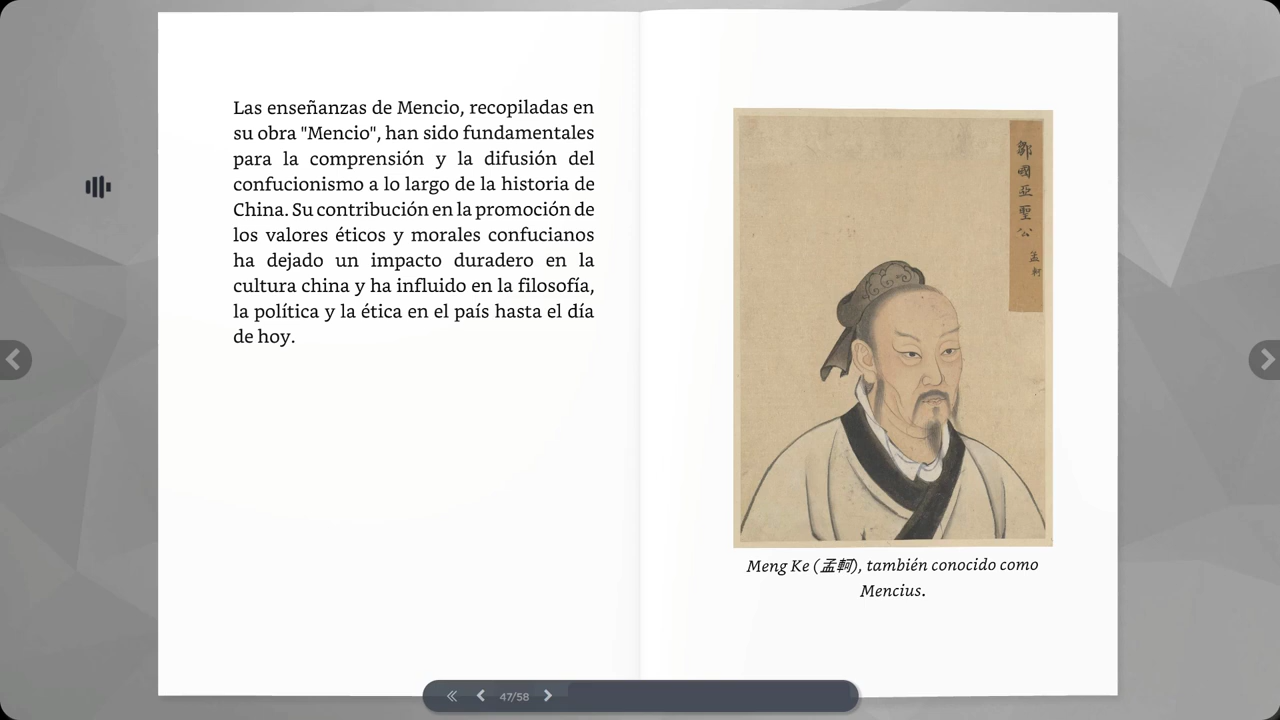 Las enseñanzas de Mencio, recopiladas en
su obra "Mencio", han sido fundamentales
para la comprensión y la difusión del
confucionismo a lo largo de la historia de
China. Su contribución en la promoción de
los valores éticos y morales confucianos
ha dejado un impacto duradero en la
cultura china y ha influido en la filosofía,
la política y la ética en el país hasta el día
de hoy.
鄒國亞聖公
孟軻
Meng Ke (孟軻), también conocido como
Mencius.
47/58